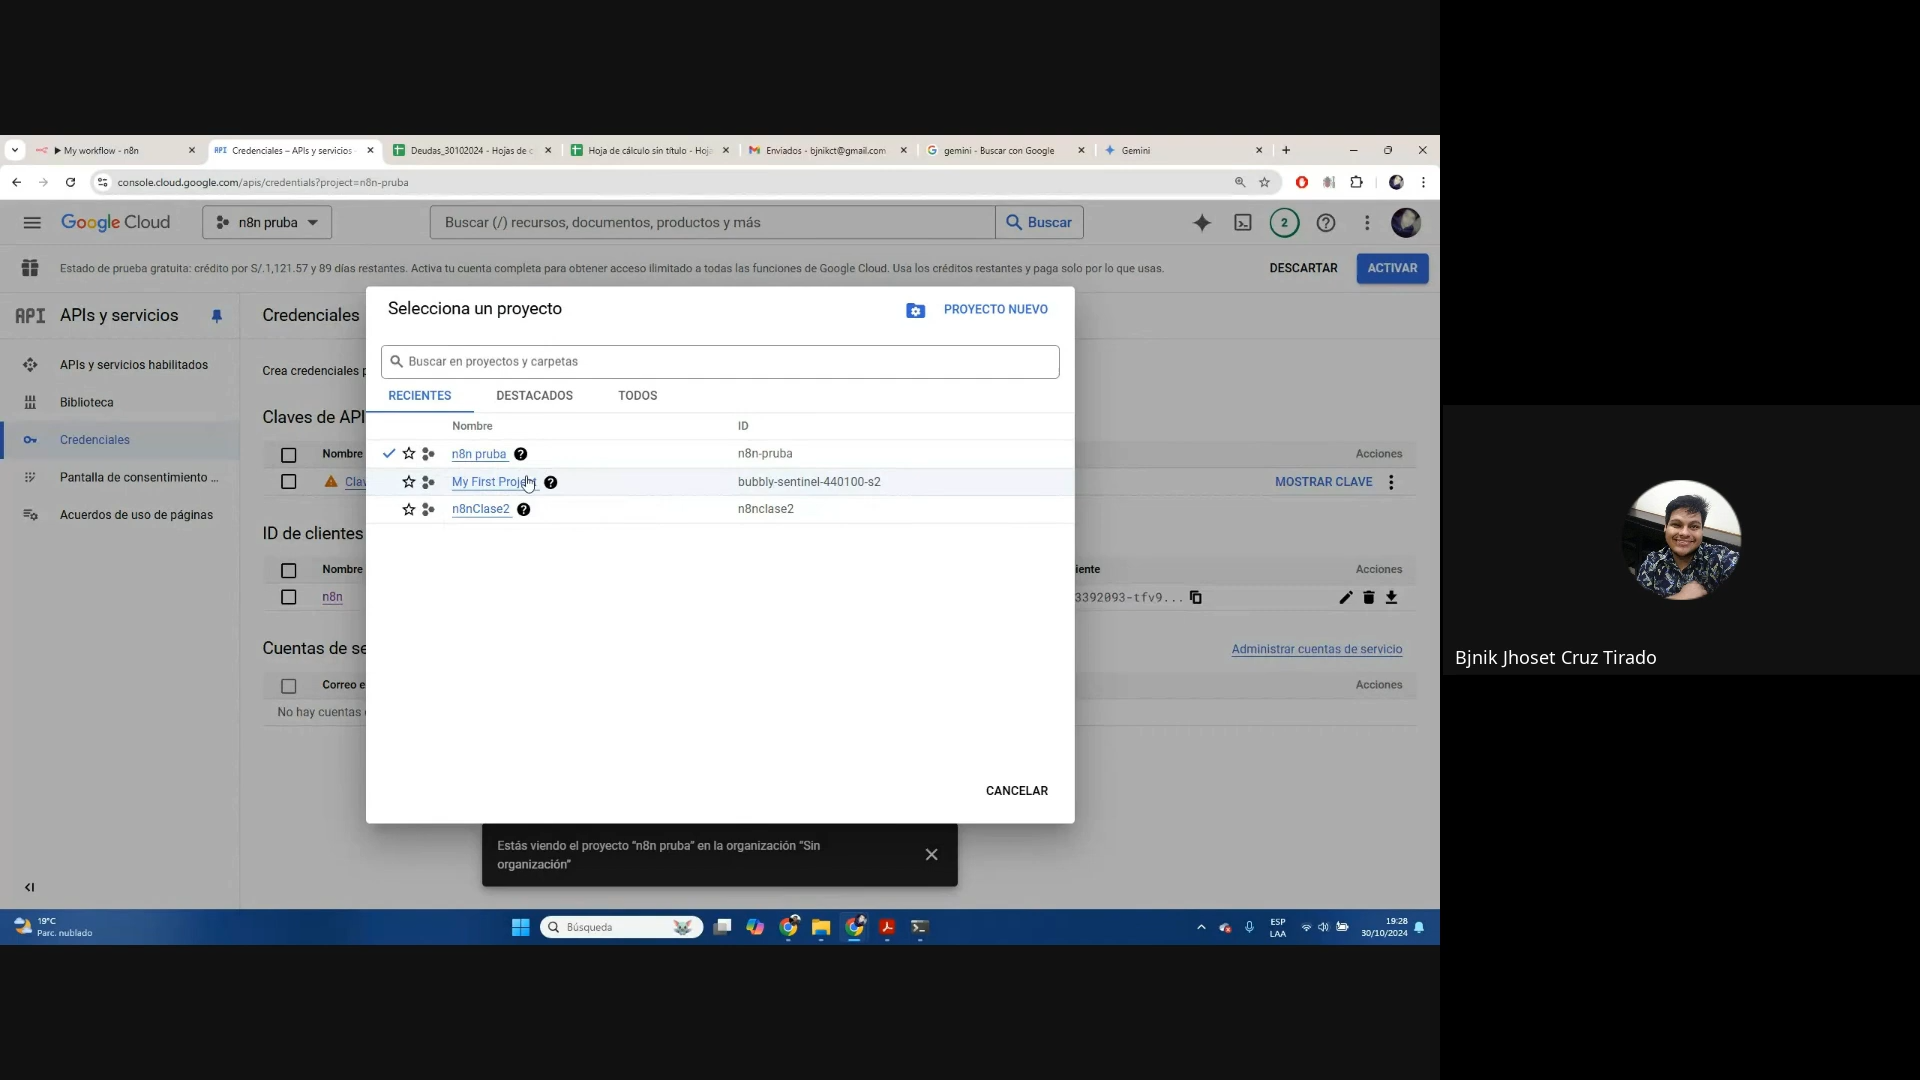 My workflow - n8n
API Credenciales – APIs y servicios
Deudas_30102024 - Hojas de c
Hoja de cálculo sin título - Hoj
Enviados - bjnikct@gmail.com
gemini - Buscar con Google
Gemini
console.cloud.google.com/apis/credentials?project=n8n-pruba
Google Cloud
n8n pruba
Buscar (/) recursos, documentos, productos y más
Buscar
2
Estado de prueba gratuita: crédito por S/.1,121.57 y 89 días restantes. Activa tu cuenta completa para obtener acceso ilimitado a todas las funciones de Google Cloud. Usa los créditos restantes y paga solo por lo que usas.
DESCARTAR
ACTIVAR
API APIs y servicios
APIs y servicios habilitados
Biblioteca
Credenciales
Pantalla de consentimiento ...
Acuerdos de uso de páginas
Credenciales
Crea credenciales p
Claves de API
Nombre
Acciones
Clav
MOSTRAR CLAVE
ID de clientes
Nombre
iente
Acciones
n8n
3392093-tfv9...
Cuentas de se
Administrar cuentas de servicio
Correo e
Acciones
No hay cuentas
Selecciona un proyecto
PROYECTO NUEVO
Buscar en proyectos y carpetas
RECIENTES
DESTACADOS
TODOS
Nombre
ID
n8n pruba
n8n-pruba
My First Project
bubbly-sentinel-440100-s2
n8nClase2
n8nclase2
CANCELAR
Estás viendo el proyecto “n8n pruba” en la organización “Sin
organización”
19°C
Parc. nublado
Búsqueda
ESP
LAA
19:28
30/10/2024
Bjnik Jhoset Cruz Tirado